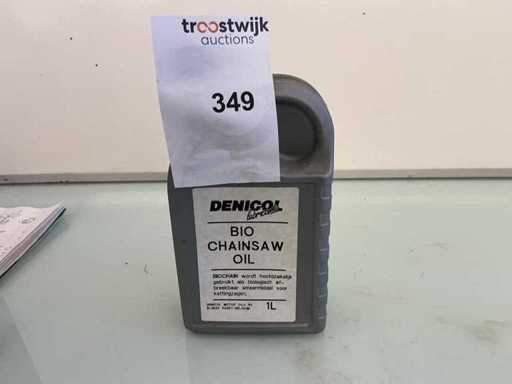 troostwijk
auctions
349
DENICOL
lubricants
BIO
CHAINSAW
OIL
BIOCHAIN wordt hoofdzakelijk
gebruikt als biologisch af-
breekbaar smeermiddel voor
kettingzagen.
1L